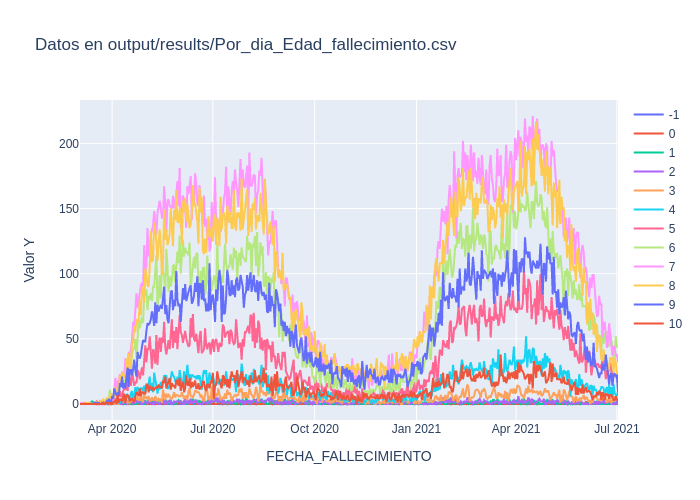 Datos en output/results/Por_dia_Edad_fallecimiento.csv
Valor Y
200
150
100
50
0
Apr 2020
Jul 2020
Oct 2020
Jan 2021
Apr 2021
Jul 2021
FECHA_FALLECIMIENTO
-1
0
1
2
3
4
5
6
7
8
9
10